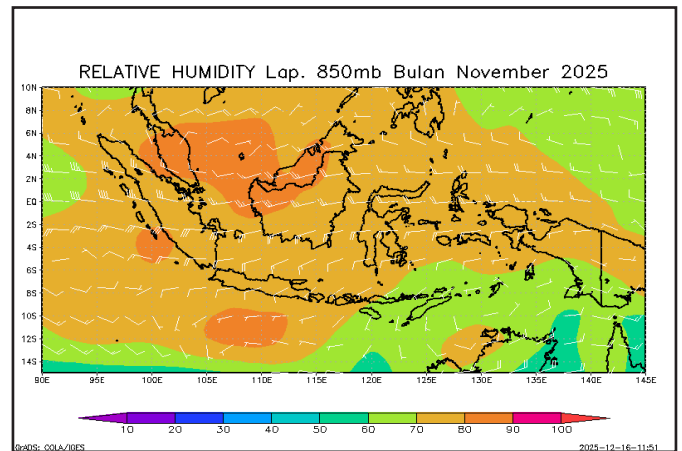 RELATIVE HUMIDITY Lap. 850mb Bulan November 2025
10N
8N
6N
4N
2N
EQ
2S
4S
6S
8S
10S
12S
14S
90E 95E 100E 105E 110E 115E 120E 125E 130E 135E 140E 145E
10 20 30 40 50 60 70 80 90 100
GrADS: COLA/IGES 2025-12-16-11:51